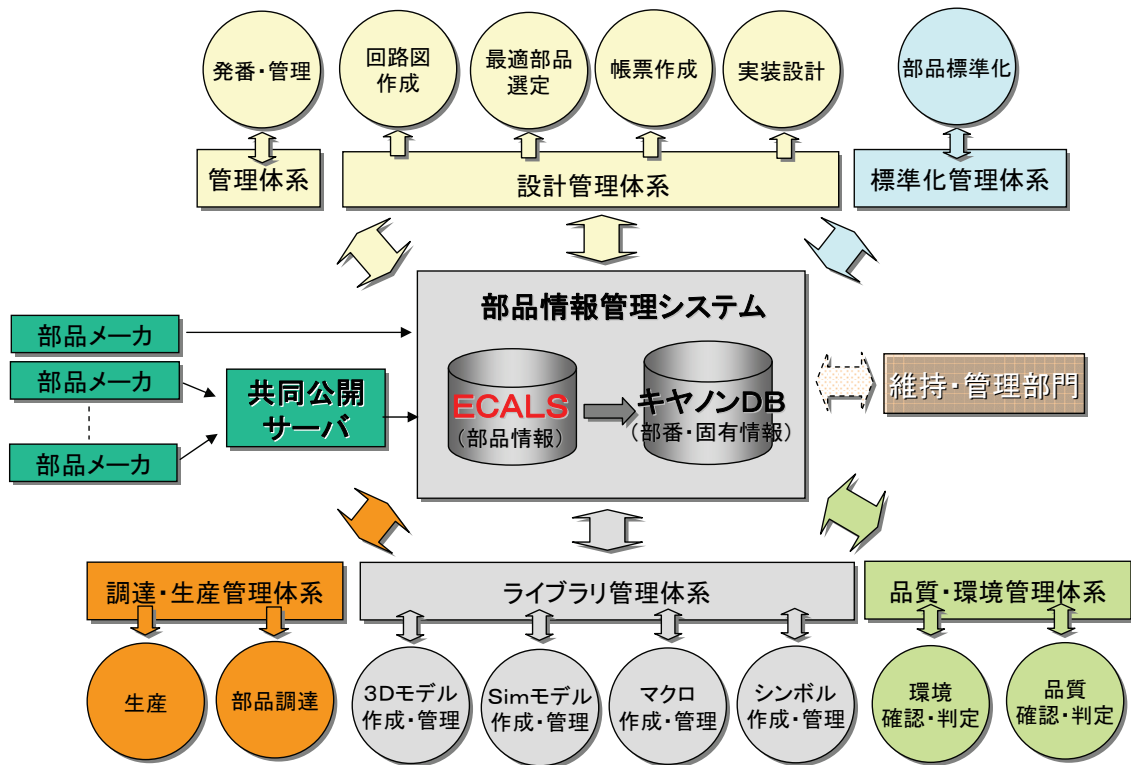 発番・管理
回路図
作成
最適部品
選定
帳票作成
実装設計
部品標準化
管理体系
設計管理体系
標準化管理体系
部品情報管理システム
部品メーカ
部品メーカ
部品メーカ
共同公開
サーバ
ECALS
(部品情報)
キヤノンDB
(部番・固有情報)
維持・管理部門
調達・生産管理体系
ライブラリ管理体系
品質・環境管理体系
生産
部品調達
3Dモデル
作成・管理
Simモデル
作成・管理
マクロ
作成・管理
シンボル
作成・管理
環境
確認・判定
品質
確認・判定